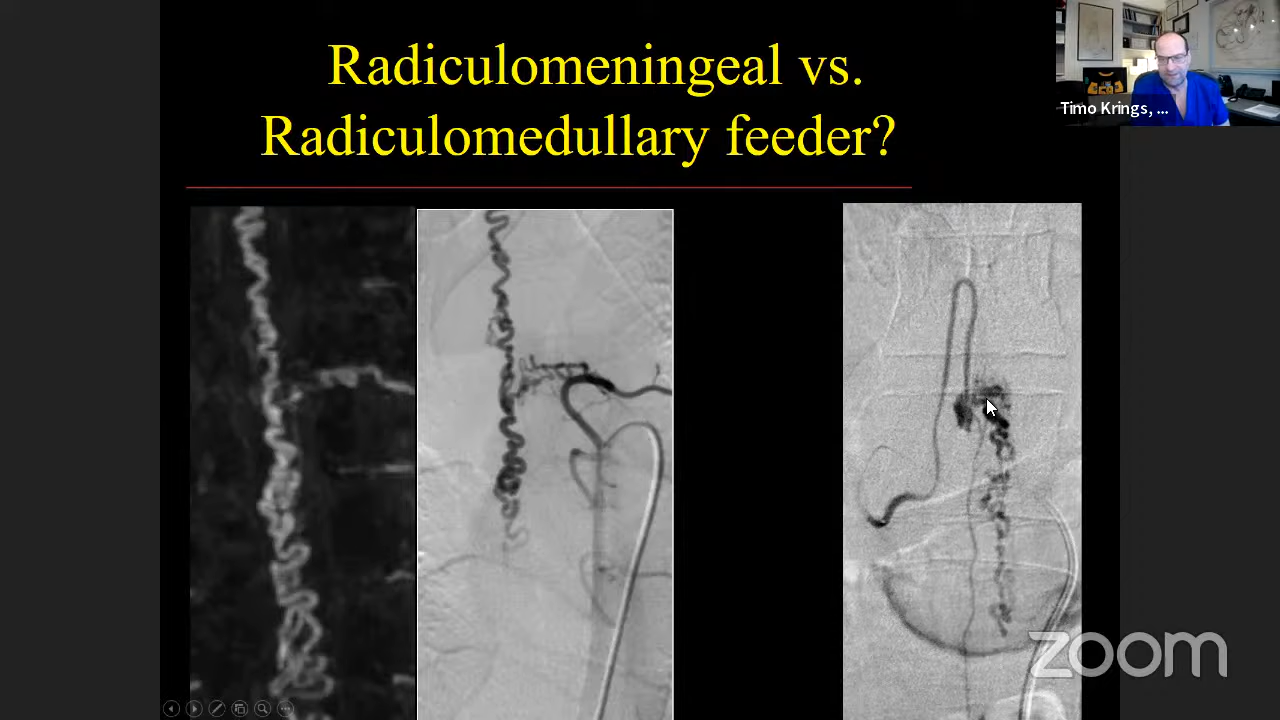 Radiculomeningeal vs.
Radiculomedullary feeder?
Timo Krings, ...
zoom